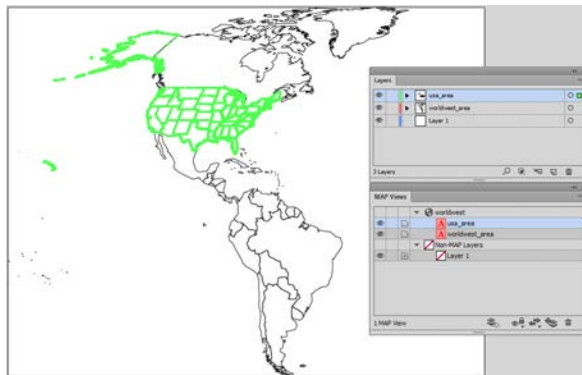 Layers
usa_area
worldwest_area
Layer 1
3 Layers
MAP Views
worldwest
usa_area
worldwest_area
Non-MAP Layers
Layer 1
1 MAP View